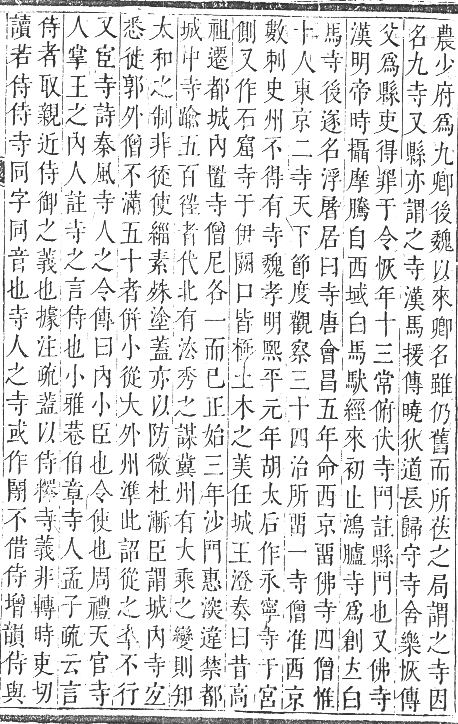 農少府爲九卿後魏以來卿名雖仍舊而所莅之局謂之寺因
名九寺又縣亦謂之寺漢馬援傳曉狄道長歸守寺舍樂恢傳
父爲縣吏得罪于令恢年十三常俯伏寺門註縣門也又佛寺
漢明帝時攝摩騰自西域白馬馱經來初止鴻臚寺爲創立白
馬寺後遂名浮屠居曰寺唐會昌五年命西京留佛寺四僧惟
十人東京二寺天下節度觀察三十四治所留一寺僧准西京
數刺史州不得有寺魏孝明熙平元年胡太后作永寧寺于宮
側又作石窟寺于伊闕口皆極土木之美任城王澄奏曰昔高
祖遷都城內置寺僧尼各一而已正始三年沙門惠深違禁都
城中寺踰五百徃者代北有法秀之謀冀州有大乘之變則知
太和之制非徒使緇素殊塗蓋亦以防微杜漸臣謂城內寺宜
悉徙郭外僧不滿五十者併小從大外州準此詔從之卒不行
又宦寺詩秦風寺人之令傳曰內小臣也令使也周禮天官寺
人掌王之內人註寺之言侍也小雅巷伯章寺人孟子疏云言
侍者取親近侍御之義也據注疏蓋以侍釋寺義非轉時吏切
讀若侍侍寺同字同音也寺人之寺或作閽不借侍增韻侍與